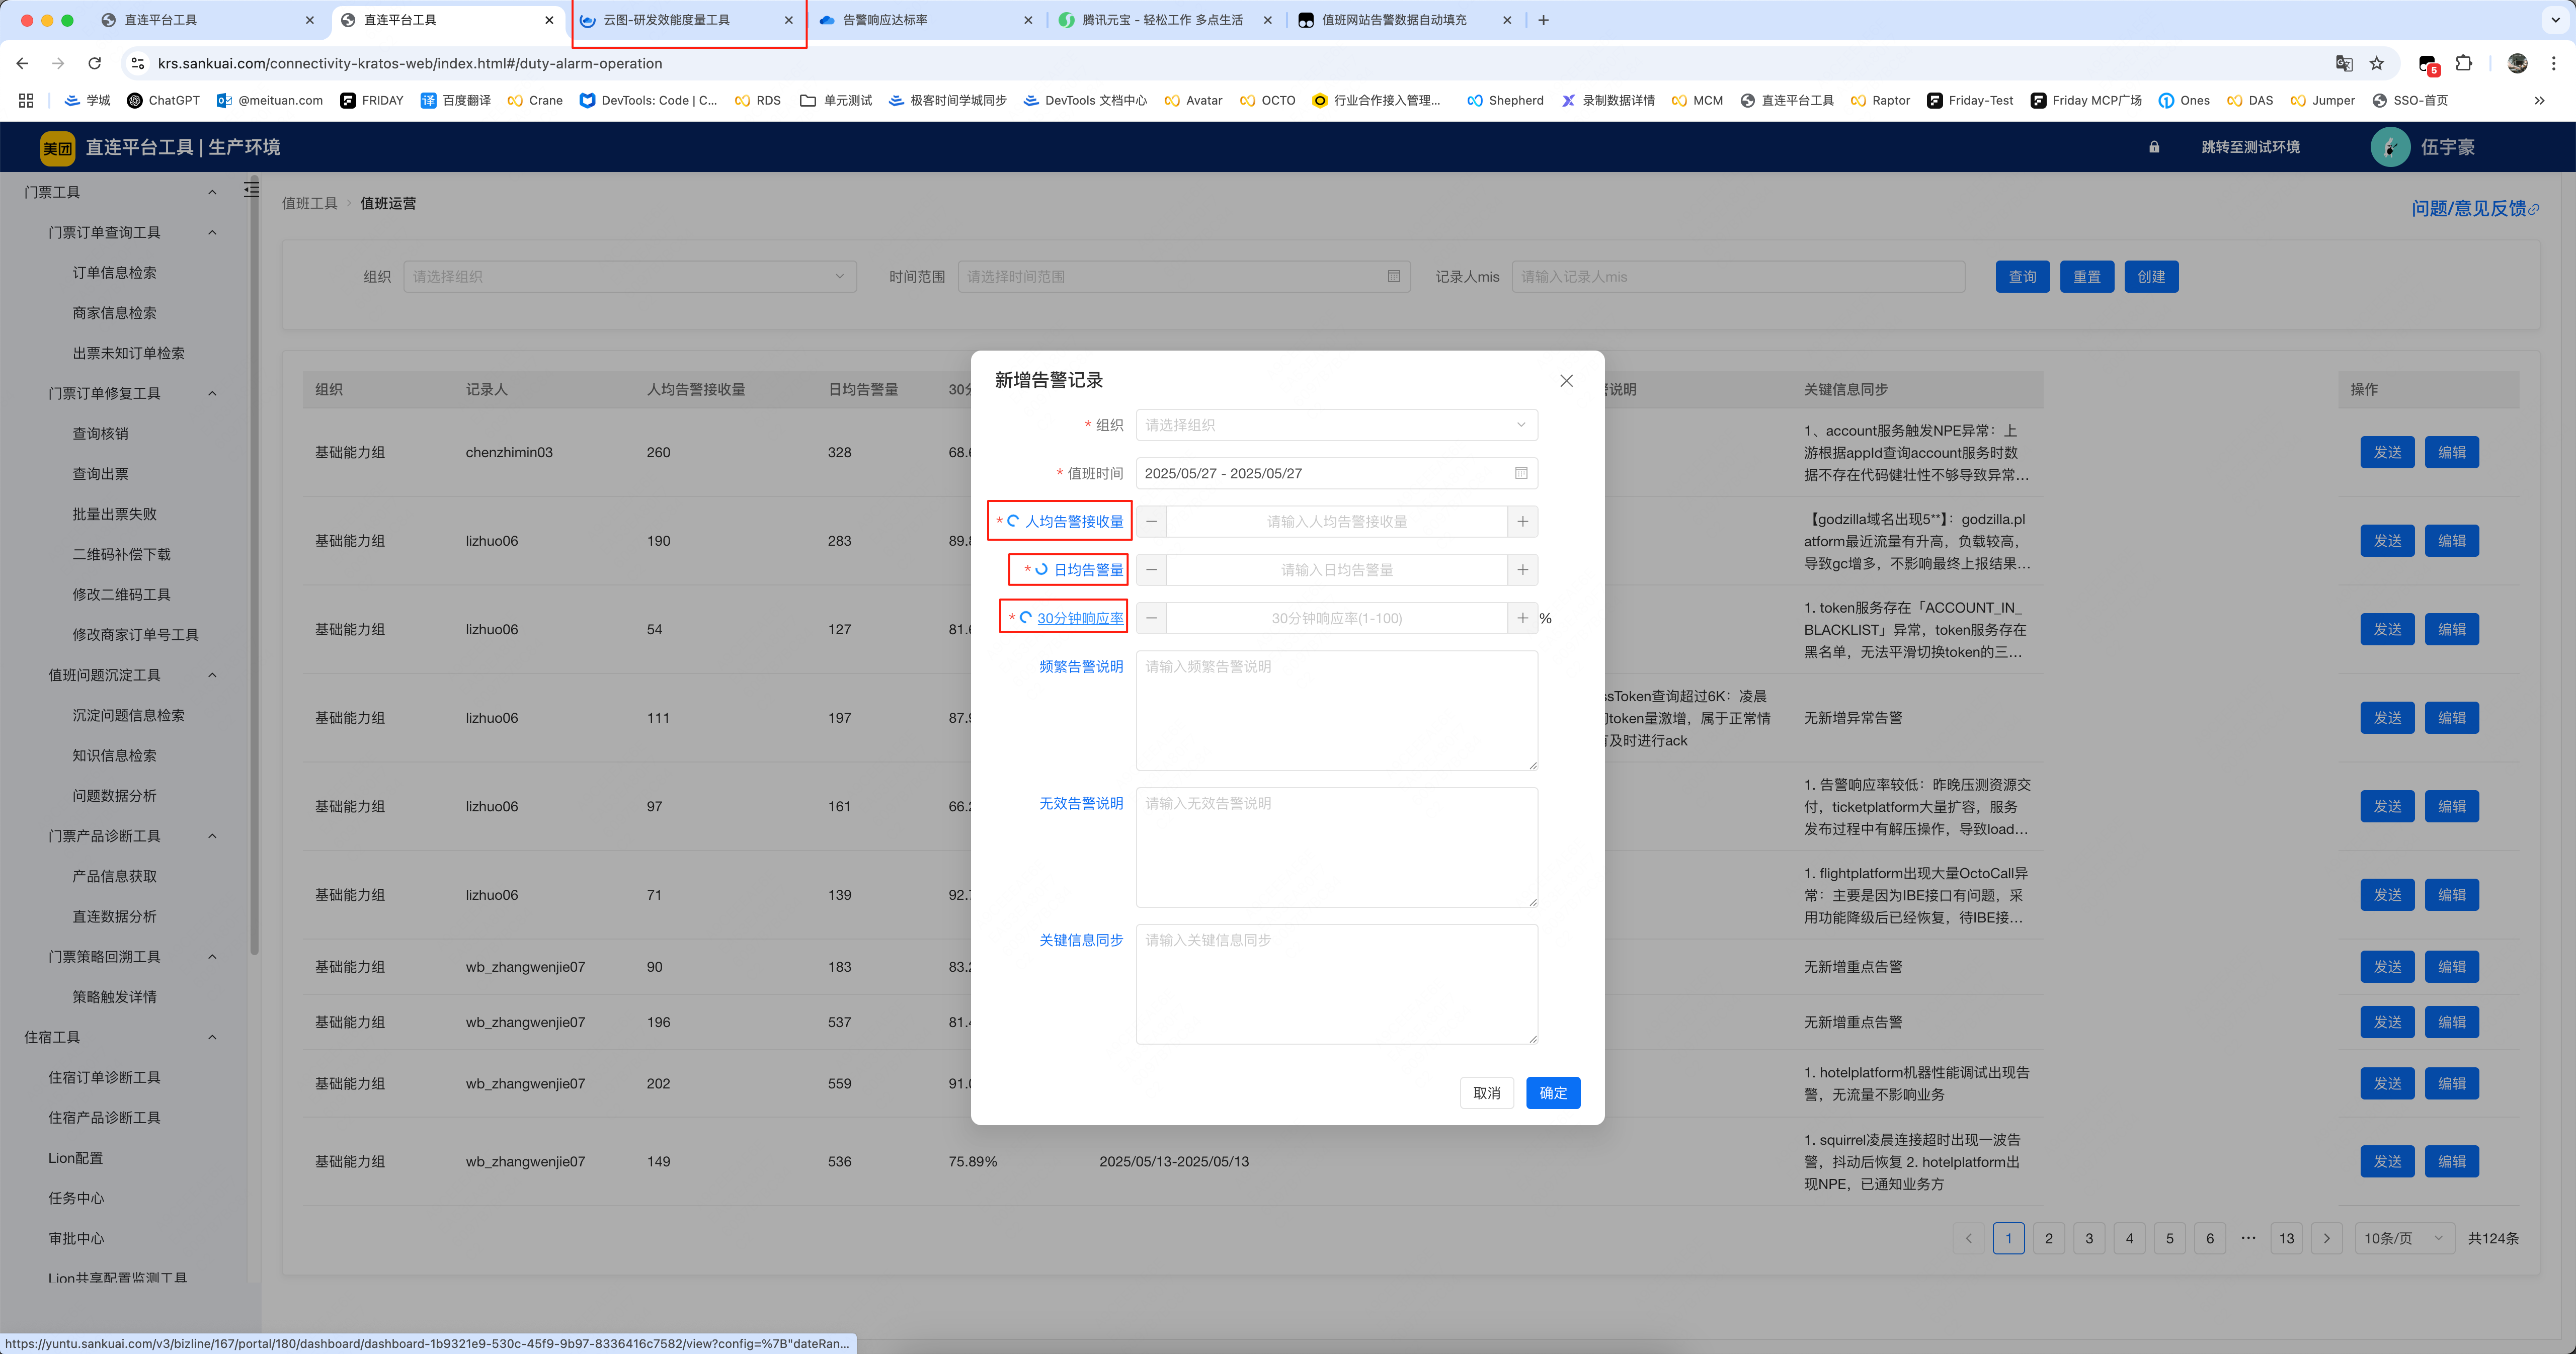 直连平台工具
直连平台工具
云图-研发效能度量工具
告警响应达标率
腾讯元宝 - 轻松工作 多点生活
值班网站告警数据自动填充
krs.sankuai.com/connectivity-kratos-web/index.html#/duty-alarm-operation
5
学城 ChatGPT @meituan.com FRIDAY 百度翻译 Crane DevTools: Code | C... RDS 单元测试 极客时间学城同步 DevTools 文档中心 Avatar OCTO 行业合作接入管理... Shepherd 录制数据详情 MCM 直连平台工具 Raptor Friday-Test Friday MCP广场 Ones DAS Jumper SSO-首页
美团 直连平台工具 | 生产环境
跳转至测试环境
伍宇豪
门票工具
门票订单查询工具
订单信息检索
商家信息检索
出票未知订单检索
门票订单修复工具
查询核销
查询出票
批量出票失败
二维码补偿下载
修改二维码工具
修改商家订单号工具
值班问题沉淀工具
沉淀问题信息检索
知识信息检索
问题数据分析
门票产品诊断工具
产品信息获取
直连数据分析
门票策略回溯工具
策略触发详情
住宿工具
住宿订单诊断工具
住宿产品诊断工具
Lion配置
任务中心
审批中心
Lion共享配置监测工具
值班工具 > 值班运营
问题/意见反馈
组织 请选择组织 时间范围 请选择时间范围 记录人mis 请输入记录人mis 查询 重置 创建
组织 记录人 人均告警接收量 日均告警量 30分 说明 关键信息同步 操作
基础能力组 chenzhimin03 260 328 68.6
1、account服务触发NPE异常：上
游根据appId查询account服务时数
据不存在代码健壮性不够导致异常...
发送 编辑
基础能力组 lizhuo06 190 283 89.8
【godzilla域名出现5**】：godzilla.pl
atform最近流量有升高，负载较高，
导致gc增多，不影响最终上报结果...
发送 编辑
基础能力组 lizhuo06 54 127 81.6
1. token服务存在「ACCOUNT_IN_
BLACKLIST」异常，token服务存在
黑名单，无法平滑切换token的三...
发送 编辑
基础能力组 lizhuo06 111 197 87.9
ssToken查询超过6K：凌晨
token量激增，属于正常情
及时进行ack
无新增异常告警
发送 编辑
基础能力组 lizhuo06 97 161 66.2
1. 告警响应率较低：昨晚压测资源交
付，ticketplatform大量扩容，服务
发布过程中有解压操作，导致load...
发送 编辑
基础能力组 lizhuo06 71 139 92.7
1. flightplatform出现大量OctoCall异
常：主要是因为IBE接口有问题，采
用功能降级后已经恢复，待IBE接...
发送 编辑
基础能力组 wb_zhangwenjie07 90 183 83.2
无新增重点告警
发送 编辑
基础能力组 wb_zhangwenjie07 196 537 81.4
无新增重点告警
发送 编辑
基础能力组 wb_zhangwenjie07 202 559 91.0
1. hotelplatform机器性能调试出现告
警，无流量不影响业务
发送 编辑
基础能力组 wb_zhangwenjie07 149 536 75.89% 2025/05/13-2025/05/13
1. squirrel凌晨连接超时出现一波告
警，抖动后恢复 2. hotelplatform出
现NPE，已通知业务方
发送 编辑
1 2 3 4 5 6 ••• 13 10条/页 共124条
新增告警记录
* 组织 请选择组织
* 值班时间 2025/05/27 - 2025/05/27
* 人均告警接收量 请输入人均告警接收量
* 日均告警量 请输入日均告警量
* 30分钟响应率 30分钟响应率(1-100) %
频繁告警说明 请输入频繁告警说明
无效告警说明 请输入无效告警说明
关键信息同步 请输入关键信息同步
取消 确定
https://yuntu.sankuai.com/v3/bizline/167/portal/180/dashboard/dashboard-1b9321e9-530c-45f9-9b97-8336416c7582/view?config=%7B"dateRan...